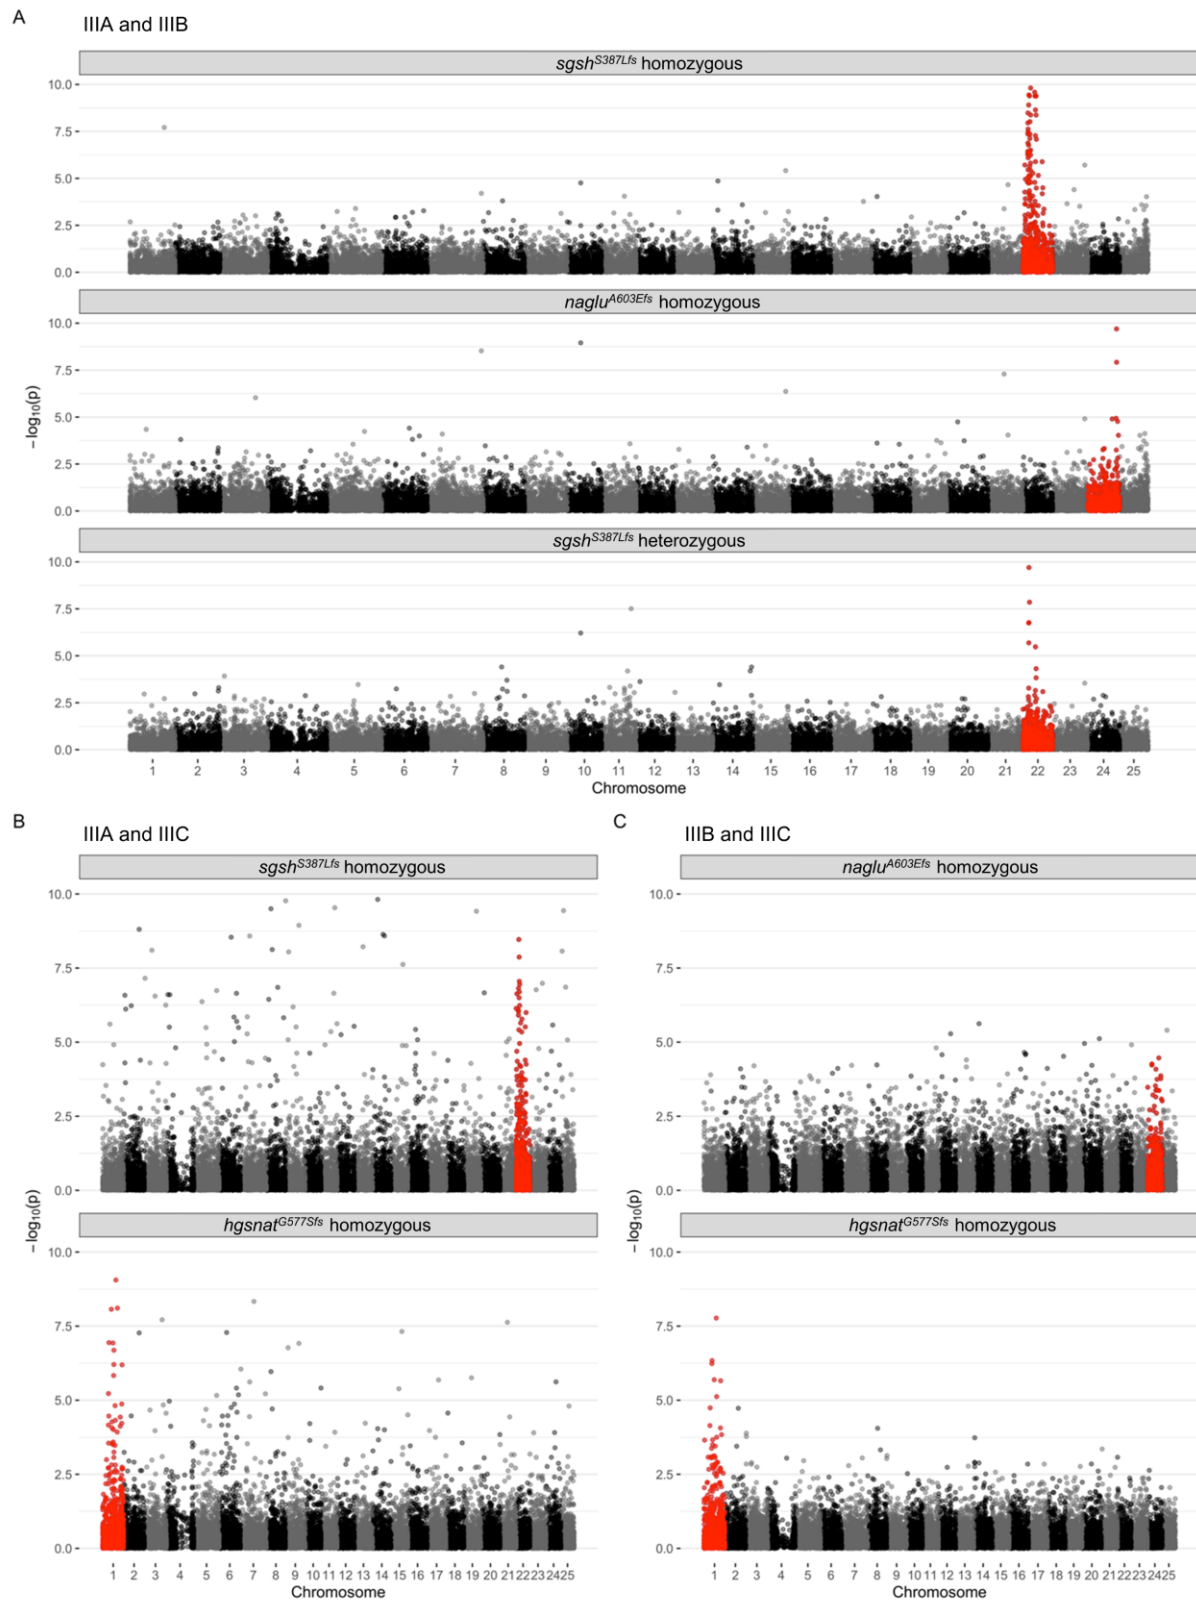 A
IIIA and IIIB
sgshS387Lfs homozygous
10.0
7.5
5.0
2.5
0.0
nagluA603Efs homozygous
10.0
7.5
5.0
2.5
0.0
−log10(p)
sgshS387Lfs heterozygous
10.0
7.5
5.0
2.5
0.0
1 2 3 4 5 6 7 8 9 10 11 12 13 14 15 16 17 18 19 20 21 22 23 24 25
Chromosome
B
IIIA and IIIC
sgshS387Lfs homozygous
10.0
7.5
5.0
2.5
0.0
−log10(p)
hgsnatG577Sfs homozygous
10.0
7.5
5.0
2.5
0.0
1 2 3 4 5 6 7 8 9 10 11 12 13 14 15 16 17 18 19 20 21 22 23 24 25
Chromosome
C
IIIB and IIIC
nagluA603Efs homozygous
10.0
7.5
5.0
2.5
0.0
−log10(p)
hgsnatG577Sfs homozygous
10.0
7.5
5.0
2.5
0.0
1 2 3 4 5 6 7 8 9 10 11 12 13 14 15 16 17 18 19 20 21 22 23 24 25
Chromosome